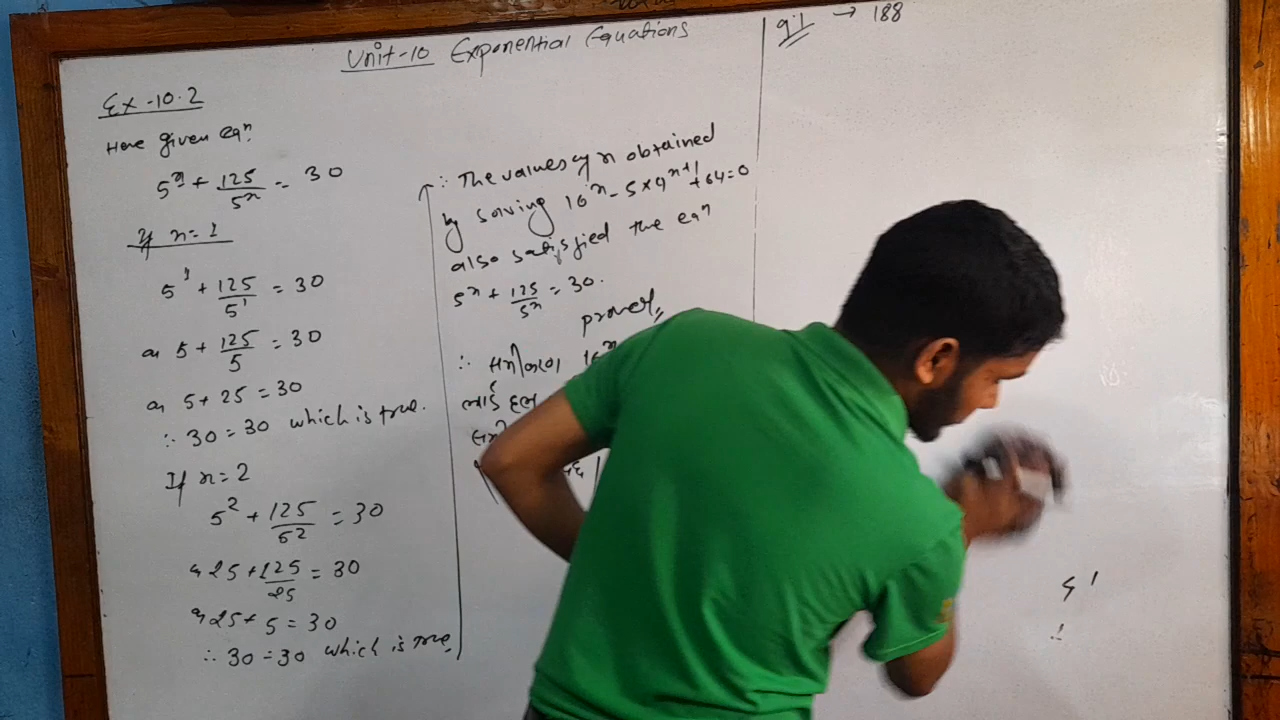 Unit-10 Exponential Equations
Ex-10.2
Here given eqn.
5^x + 125/5^x = 30
If x=1
5^1 + 125/5^1 = 30
or 5 + 125/5 = 30
or 5 + 25 = 30
∴ 30 = 30 which is true.
If x=2
5^2 + 125/5^2 = 30
or 25 + 125/25 = 30
or 25 + 5 = 30
∴ 30 = 30 which is true.
∴ The values of x obtained
by solving 16^x - 5×4^(x+1) + 64=0
also satisfied the eqn
5^x + 125/5^x = 30.
proved,
∴ 16^x
लाई हल
9.1 → 188